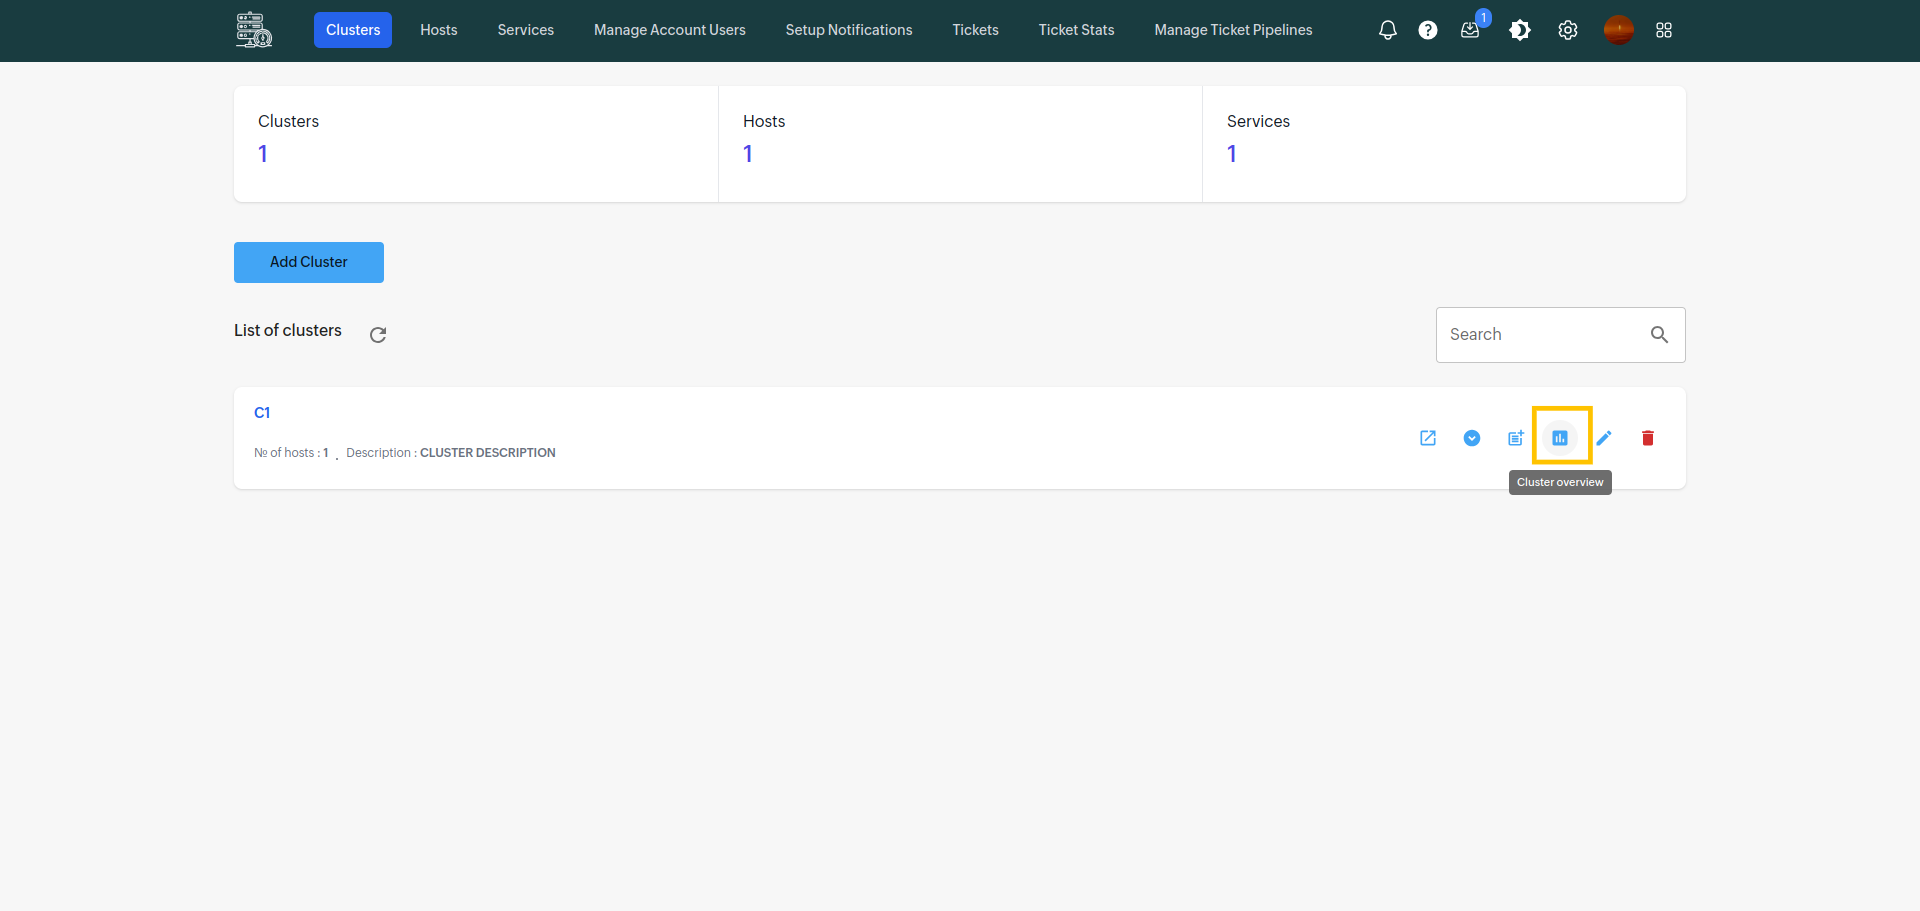 Clusters Hosts Services Manage Account Users Setup Notifications Tickets Ticket Stats Manage Ticket Pipelines 1
Clusters Hosts Services
1 1 1
Add Cluster
List of clusters Search
C1
№ of hosts : 1 . Description : CLUSTER DESCRIPTION
Cluster overview